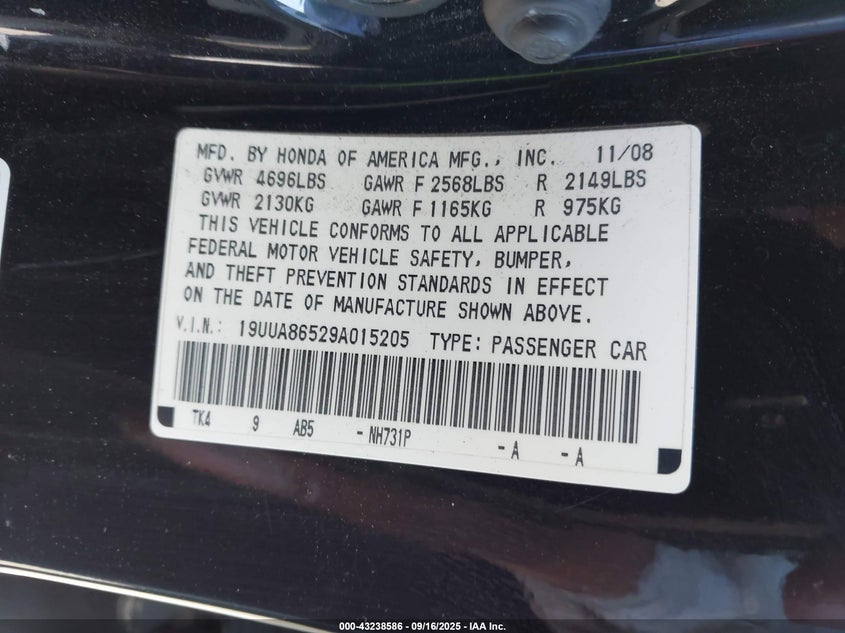 MFD. BY HONDA OF AMERICA MFG., INC. 11/08
GVWR 4696LBS GAWR F 2568LBS R 2149LBS
GVWR 2130KG GAWR F 1165KG R 975KG
THIS VEHICLE CONFORMS TO ALL APPLICABLE
FEDERAL MOTOR VEHICLE SAFETY, BUMPER,
AND THEFT PREVENTION STANDARDS IN EFFECT
ON THE DATE OF MANUFACTURE SHOWN ABOVE.
V.I.N.: 19UUA86529A015205 TYPE: PASSENGER CAR
TK4 9 AB5 - NH731P - A - A
000-43238586 - 09/16/2025 - IAA Inc.